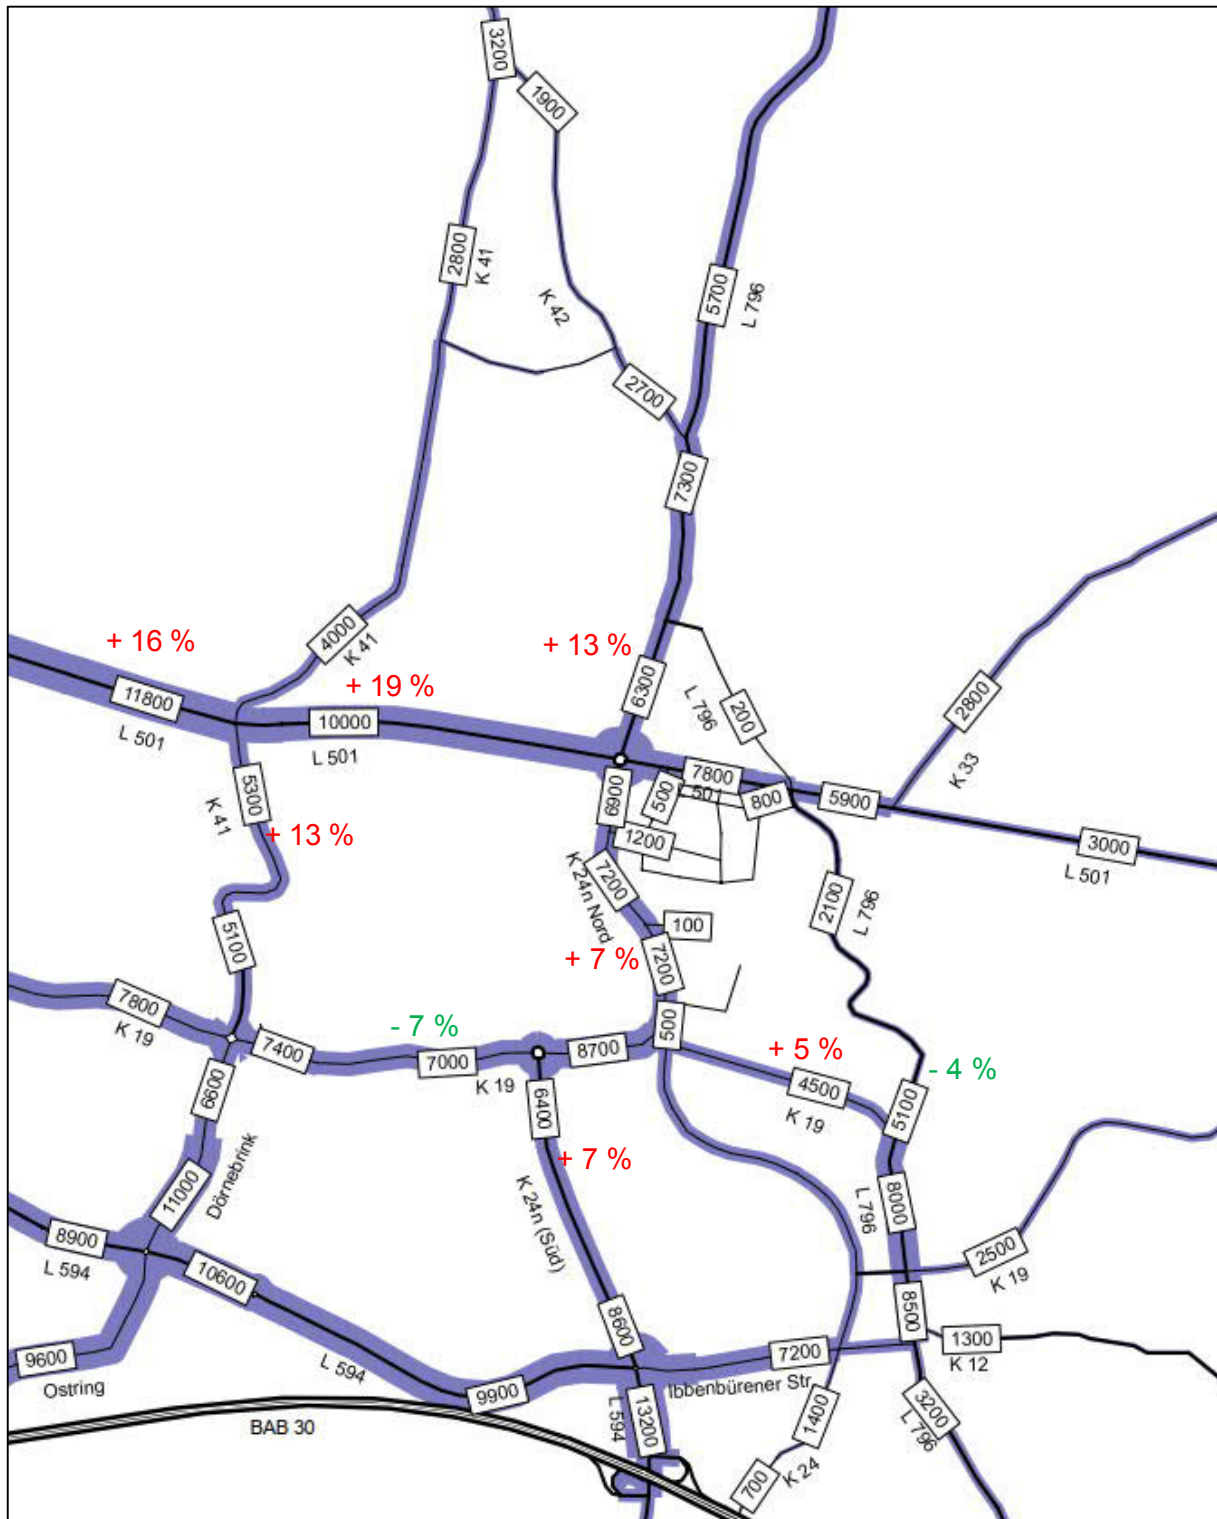 3200
1900
2800
K 41
K 42
5700
L 796
2700
7300
4000
K 41
+ 16 %
+ 13 %
+ 19 %
6300
L 796
200
2800
K 33
11800
L 501
10000
L 501
7800
L 501
500
800
5900
3000
L 501
5300
K 41
+ 13 %
6900
1200
7200
K 24n Nord
2100
L 796
100
5100
+ 7 %
7200
7800
K 19
7400
- 7 %
7000
K 19
8700
500
+ 5 %
4500
K 19
- 4 %
5100
6600
6400
+ 7 %
11000
Dörnebrink
K 24n (Süd)
L 796
8000
8900
L 594
10600
2500
K 19
8600
8500
1300
K 12
9600
Ostring
L 594
9900
7200
Ibbenbürener Str.
BAB 30
L 594
13200
1400
3200
L 796
700
K 24